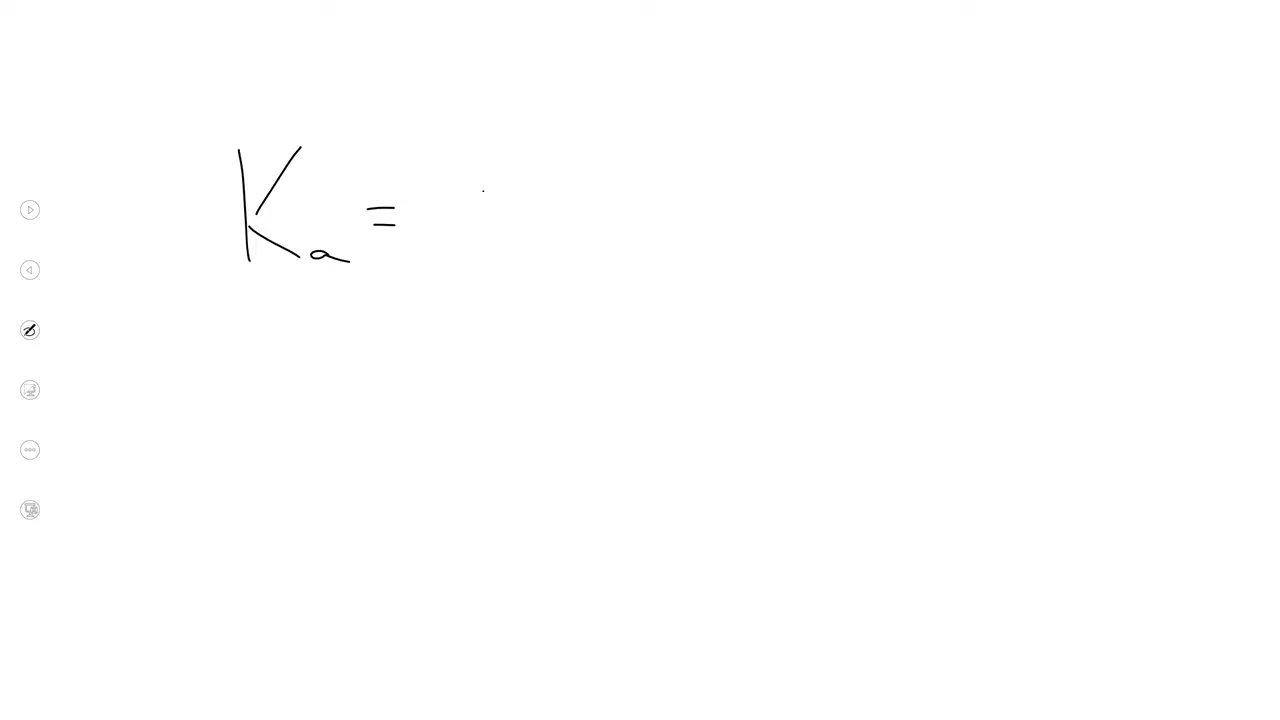 Kₐ =